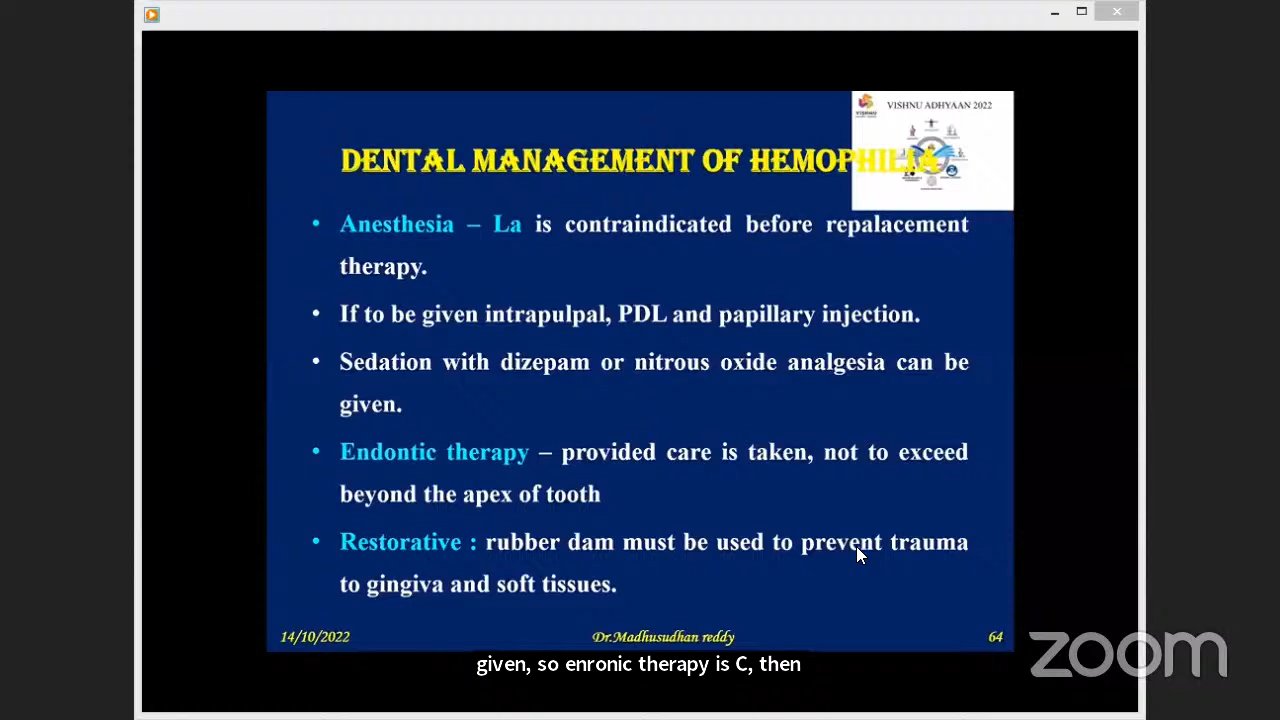 VISHNU ADHYAAN 2022
VISHNU
DENTAL MANAGEMENT OF HEMOPHILIA
• Anesthesia – La is contraindicated before repalacement
therapy.
• If to be given intrapulpal, PDL and papillary injection.
• Sedation with dizepam or nitrous oxide analgesia can be
given.
• Endontic therapy – provided care is taken, not to exceed
beyond the apex of tooth
• Restorative : rubber dam must be used to prevent trauma
to gingiva and soft tissues.
14/10/2022 Dr.Madhusudhan reddy 64
given, so enronic therapy is C, then
zoom